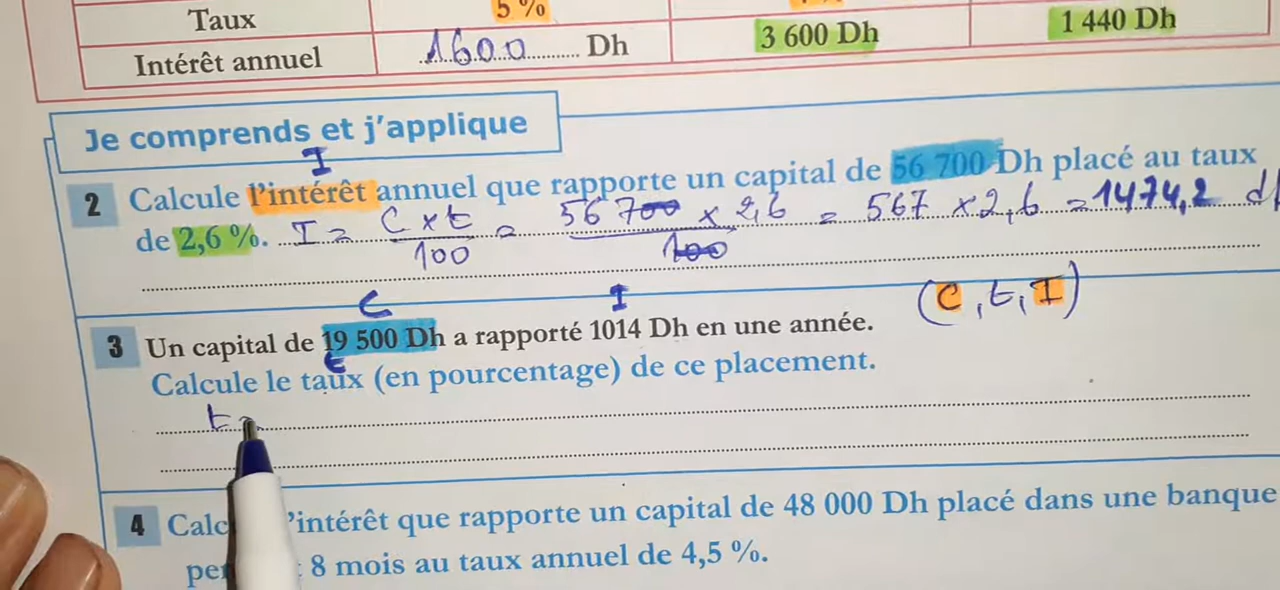 5 %
Taux
Intérêt annuel 1600 Dh 3 600 Dh 1 440 Dh
Je comprends et j'applique
I
2 Calcule l'intérêt annuel que rapporte un capital de 56 700 Dh placé au taux
de 2,6 %. I = C x t / 100 = 56 700 x 2,6 / 100 = 567 x 2,6 = 1474,2 dh
C I (C, t, I)
3 Un capital de 19 500 Dh a rapporté 1014 Dh en une année.
t
Calcule le taux (en pourcentage) de ce placement.
t =
4 Calc 'intérêt que rapporte un capital de 48 000 Dh placé dans une banque
8 mois au taux annuel de 4,5 %.